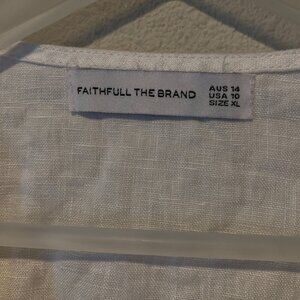 FAITHFULL THE BRAND
AUS 14
USA 10
SIZE XL